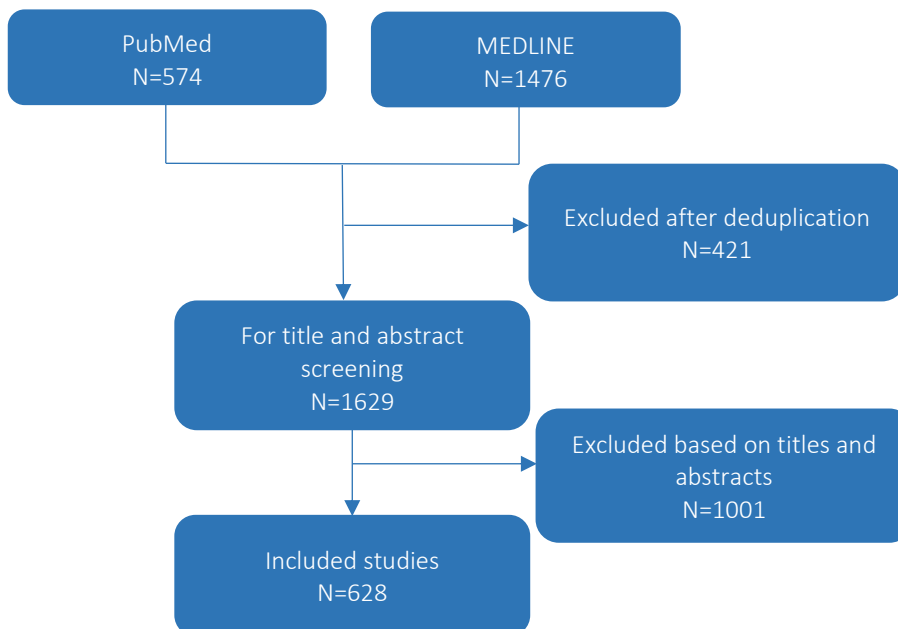 PubMed
N=574
MEDLINE
N=1476
Excluded after deduplication
N=421
For title and abstract
screening
N=1629
Excluded based on titles and
abstracts
N=1001
Included studies
N=628